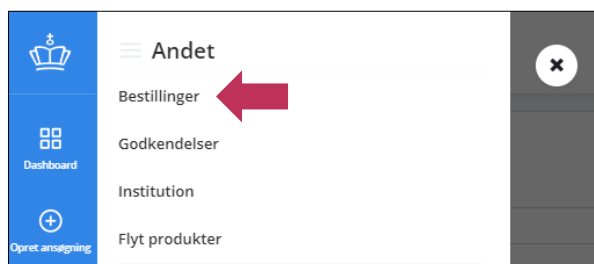 Andet
Bestillinger
Godkendelser
Dashboard
Institution
Flyt produkter
Opret ansøgning